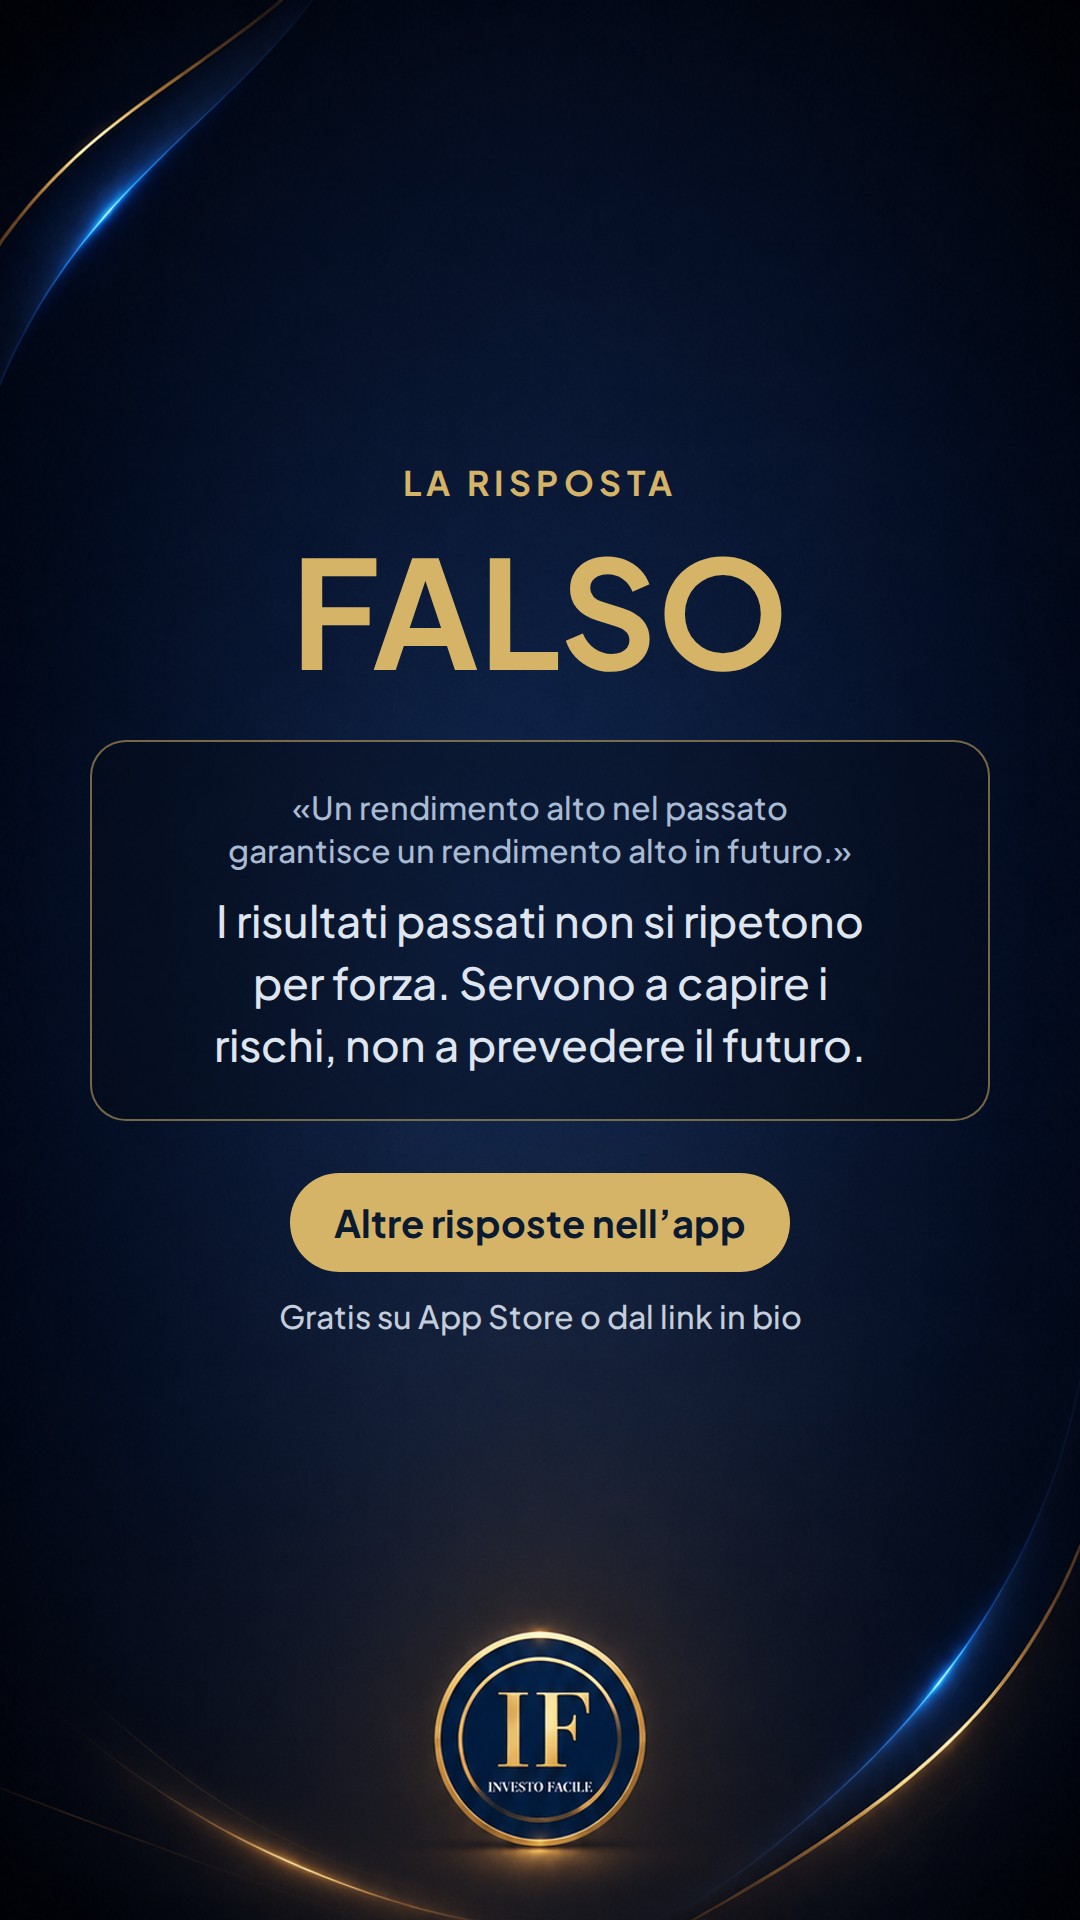 LA RISPOSTA
FALSO
«Un rendimento alto nel passato
garantisce un rendimento alto in futuro.»
I risultati passati non si ripetono
per forza. Servono a capire i
rischi, non a prevedere il futuro.
Altre risposte nell’app
Gratis su App Store o dal link in bio
IF
INVESTO FACILE